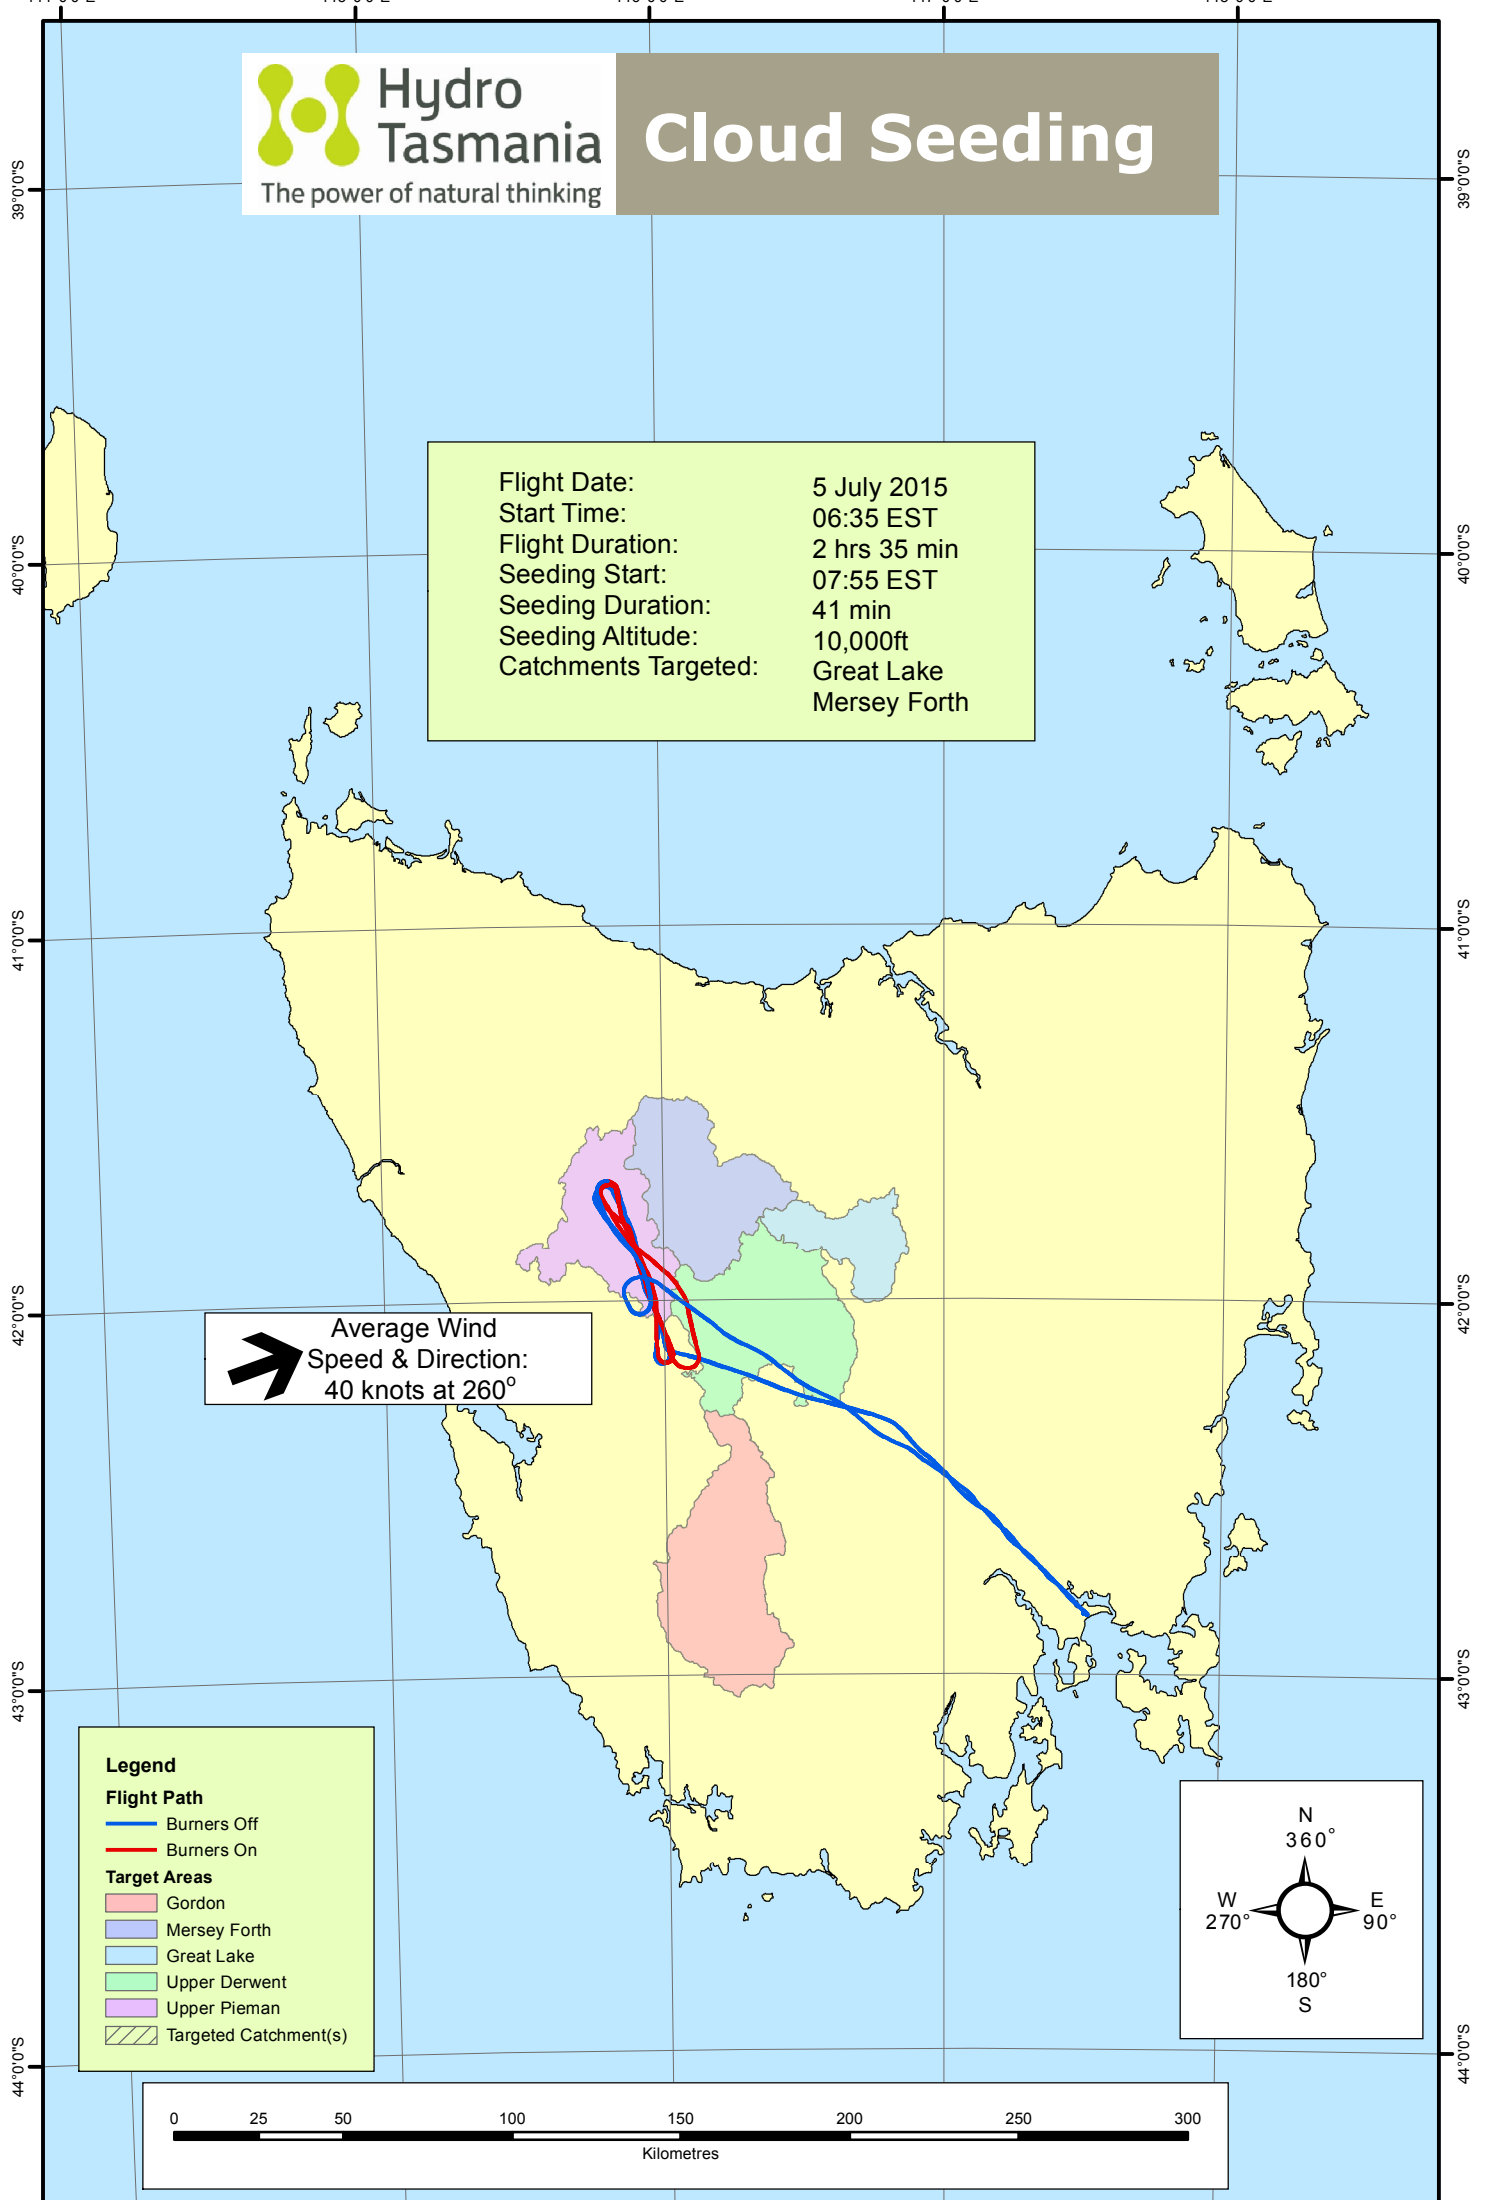 Hydro
Tasmania
The power of natural thinking
Cloud Seeding
39°0'0"S
39°0'0"S
Flight Date: 5 July 2015
Start Time: 06:35 EST
Flight Duration: 2 hrs 35 min
Seeding Start: 07:55 EST
Seeding Duration: 41 min
Seeding Altitude: 10,000ft
Catchments Targeted: Great Lake
Mersey Forth
40°0'0"S
40°0'0"S
41°0'0"S
41°0'0"S
42°0'0"S
42°0'0"S
Average Wind
Speed & Direction:
40 knots at 260°
43°0'0"S
43°0'0"S
Legend
Flight Path
Burners Off
Burners On
Target Areas
Gordon
Mersey Forth
Great Lake
Upper Derwent
Upper Pieman
Targeted Catchment(s)
N
360°
W
270°
E
90°
180°
S
44°0'0"S
44°0'0"S
0 25 50 100 150 200 250 300
Kilometres